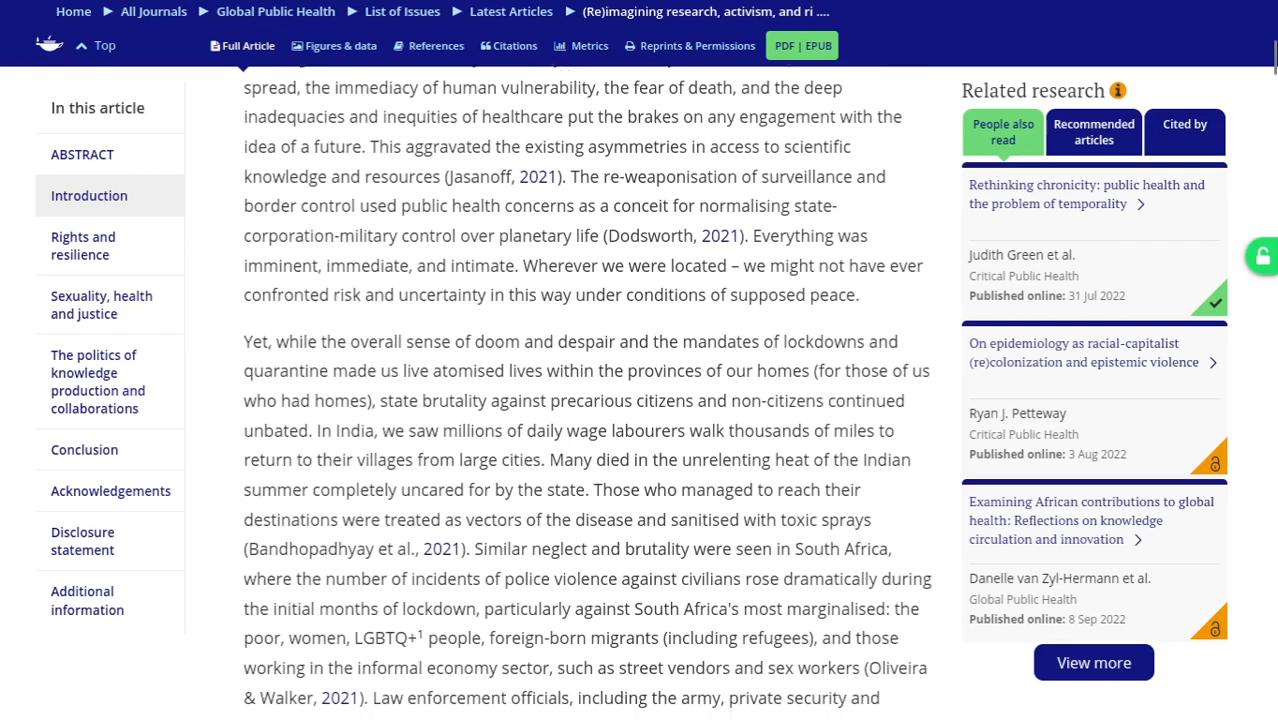 Home ▶ All Journals ▶ Global Public Health ▶ List of Issues ▶ Latest Articles ▶ (Re)imagining research, activism, and ri ....
Top
Full Article
Figures & data
References
Citations
Metrics
Reprints & Permissions
PDF | EPUB
In this article
ABSTRACT
Introduction
Rights and
resilience
Sexuality, health
and justice
The politics of
knowledge
production and
collaborations
Conclusion
Acknowledgements
Disclosure
statement
Additional
information
spread, the immediacy of human vulnerability, the fear of death, and the deep
inadequacies and inequities of healthcare put the brakes on any engagement with the
idea of a future. This aggravated the existing asymmetries in access to scientific
knowledge and resources (Jasanoff, 2021). The re-weaponisation of surveillance and
border control used public health concerns as a conceit for normalising state-
corporation-military control over planetary life (Dodsworth, 2021). Everything was
imminent, immediate, and intimate. Wherever we were located – we might not have ever
confronted risk and uncertainty in this way under conditions of supposed peace.
Yet, while the overall sense of doom and despair and the mandates of lockdowns and
quarantine made us live atomised lives within the provinces of our homes (for those of us
who had homes), state brutality against precarious citizens and non-citizens continued
unbated. In India, we saw millions of daily wage labourers walk thousands of miles to
return to their villages from large cities. Many died in the unrelenting heat of the Indian
summer completely uncared for by the state. Those who managed to reach their
destinations were treated as vectors of the disease and sanitised with toxic sprays
(Bandhopadhyay et al., 2021). Similar neglect and brutality were seen in South Africa,
where the number of incidents of police violence against civilians rose dramatically during
the initial months of lockdown, particularly against South Africa's most marginalised: the
poor, women, LGBTQ+¹ people, foreign-born migrants (including refugees), and those
working in the informal economy sector, such as street vendors and sex workers (Oliveira
& Walker, 2021). Law enforcement officials, including the army, private security and
Related research
People also
read
Recommended
articles
Cited by
Rethinking chronicity: public health and
the problem of temporality
Judith Green et al.
Critical Public Health
Published online: 31 Jul 2022
On epidemiology as racial-capitalist
(re)colonization and epistemic violence
Ryan J. Petteway
Critical Public Health
Published online: 3 Aug 2022
Examining African contributions to global
health: Reflections on knowledge
circulation and innovation
Danelle van Zyl-Hermann et al.
Global Public Health
Published online: 8 Sep 2022
View more